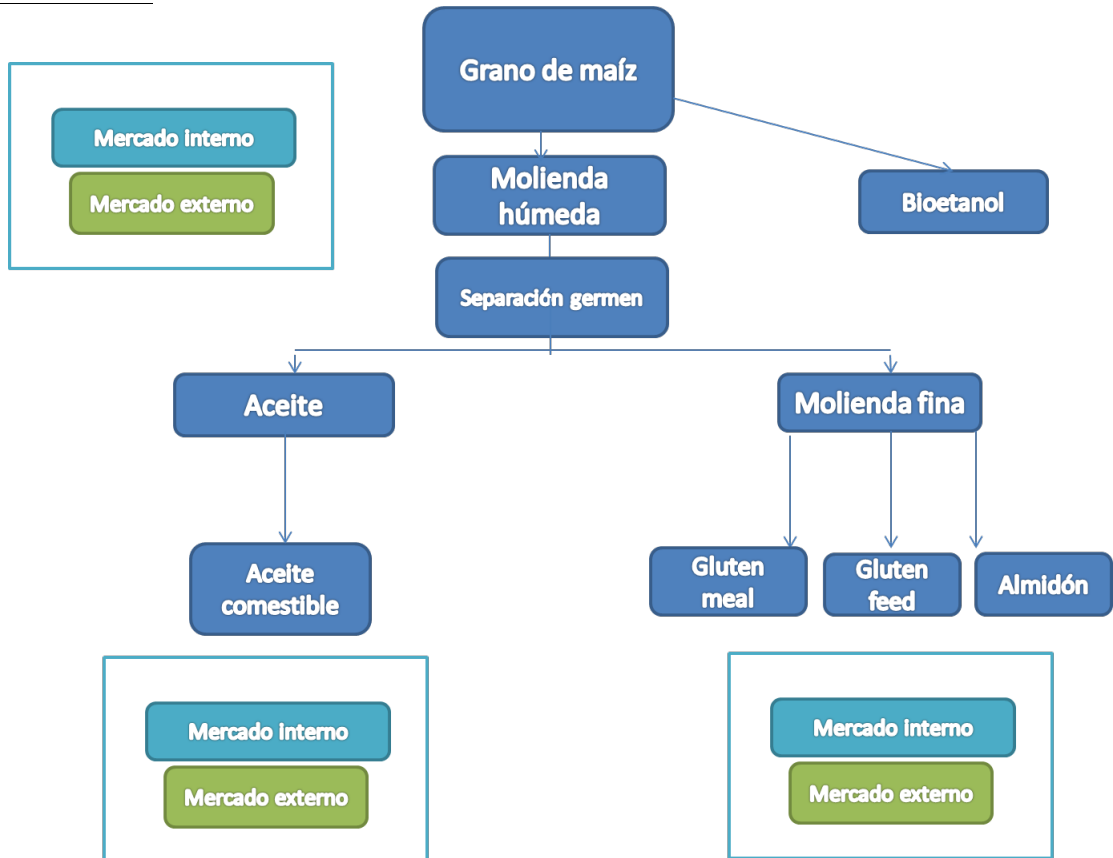 Grano de maíz
Mercado interno
Mercado externo
Molienda
húmeda
Bioetanol
Separación germen
Aceite
Molienda fina
Aceite
comestible
Gluten
meal
Gluten
feed
Almidón
Mercado interno
Mercado externo
Mercado interno
Mercado externo